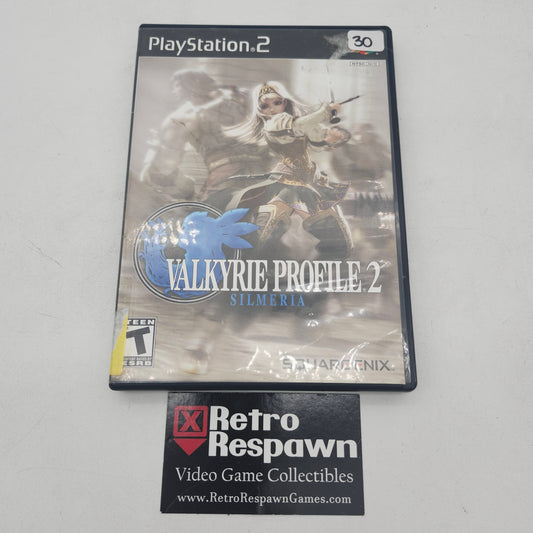 PlayStation.2
30
VALKYRIE PROFILE 2
SILMERIA
TEEN
T
ESRB
SQUARE ENIX
X
Retro
Respawn
Video Game Collectibles
www.RetroRespawnGames.com